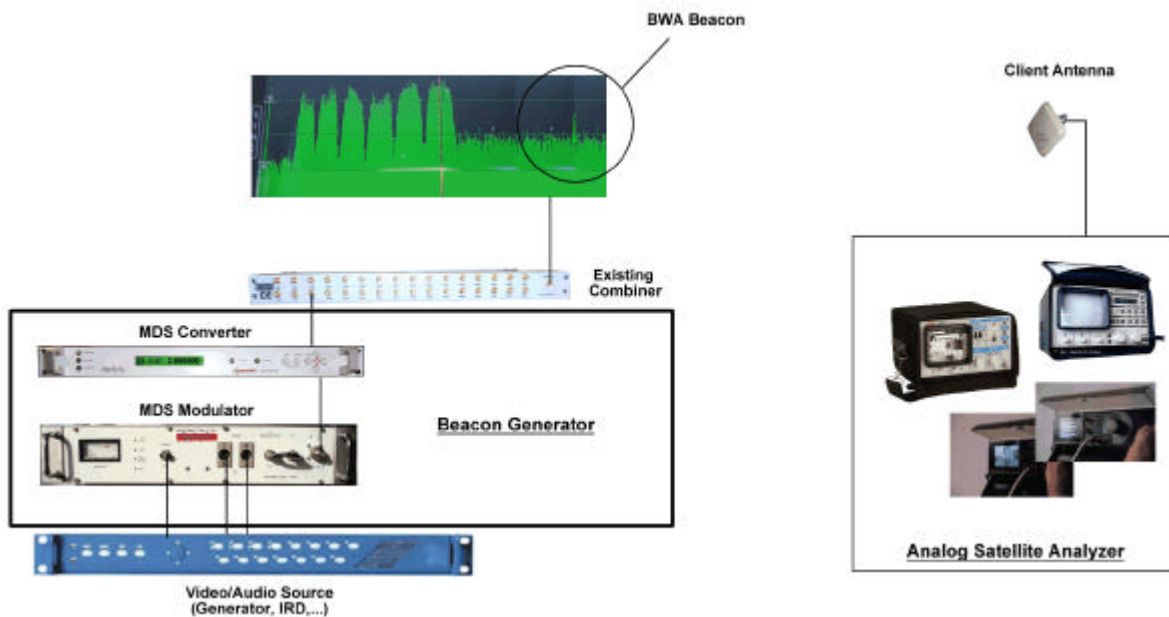 BWA Beacon
Client Antenna
Existing
Combiner
MDS Converter
MDS Modulator
Beacon Generator
Analog Satellite Analyzer
Video/Audio Source
(Generator, IRD,...)